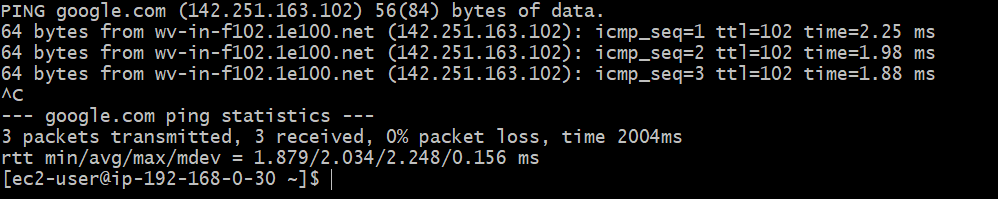 PING google.com (142.251.163.102) 56(84) bytes of data.
64 bytes from wv-in-f102.1e100.net (142.251.163.102): icmp_seq=1 ttl=102 time=2.25 ms
64 bytes from wv-in-f102.1e100.net (142.251.163.102): icmp_seq=2 ttl=102 time=1.98 ms
64 bytes from wv-in-f102.1e100.net (142.251.163.102): icmp_seq=3 ttl=102 time=1.88 ms
^C
--- google.com ping statistics ---
3 packets transmitted, 3 received, 0% packet loss, time 2004ms
rtt min/avg/max/mdev = 1.879/2.034/2.248/0.156 ms
[ec2-user@ip-192-168-0-30 ~]$